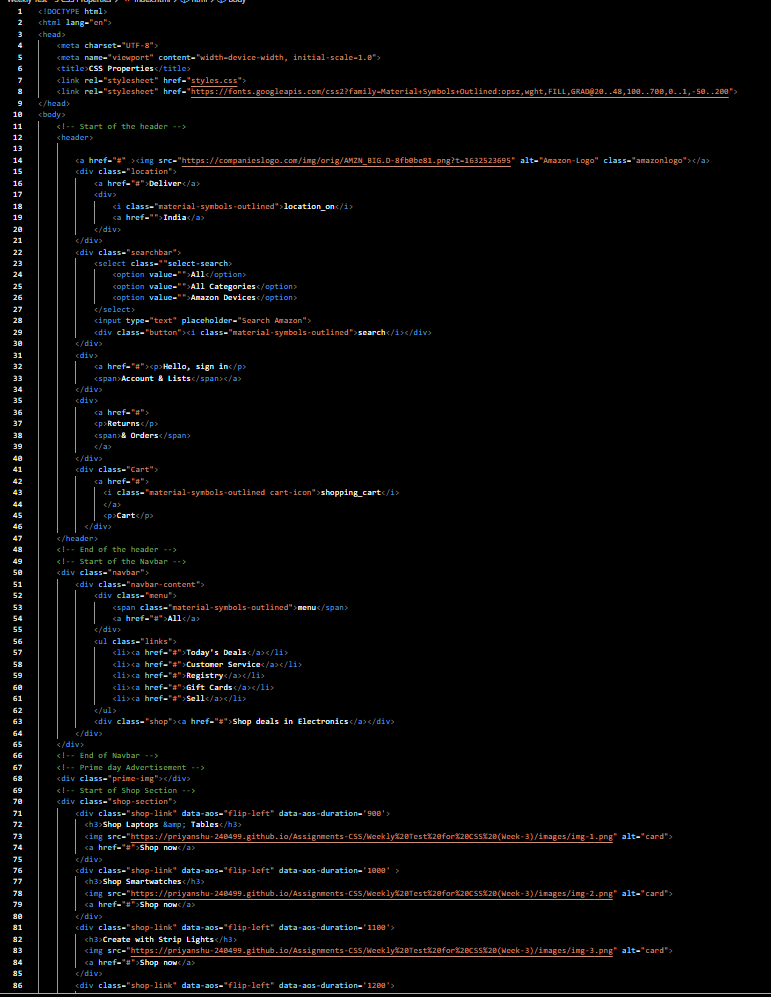 1 <!DOCTYPE html>
2 <html lang="en">
3 <head>
4 <meta charset="UTF-8">
5 <meta name="viewport" content="width=device-width, initial-scale=1.0">
6 <title>CSS Properties</title>
7 <link rel="stylesheet" href="styles.css">
8 <link rel="stylesheet" href="https://fonts.googleapis.com/css2?family=Material+Symbols+Outlined:opsz,wght,FILL,GRAD@20..48,100..700,0..1,-50..200">
9 </head>
10 <body>
11 <!-- Start of the header -->
12 <header>
13
14 <a href="#" ><img src="https://companieslogo.com/img/orig/AMZN_BIG.D-8fb0be81.png?t=1632523695" alt="Amazon-Logo" class="amazonlogo"></a>
15 <div class="location">
16 <a href="#">Deliver</a>
17 <div>
18 <i class="material-symbols-outlined">location_on</i>
19 <a href="">India</a>
20 </div>
21 </div>
22 <div class="searchbar">
23 <select class=""select-search>
24 <option value="">All</option>
25 <option value="">All Categories</option>
26 <option value="">Amazon Devices</option>
27 </select>
28 <input type="text" placeholder="Search Amazon">
29 <div class="button"><i class="material-symbols-outlined">search</i></div>
30 </div>
31 <div>
32 <a href="#"><p>Hello, sign in</p>
33 <span>Account & Lists</span></a>
34 </div>
35 <div>
36 <a href="#">
37 <p>Returns</p>
38 <span>& Orders</span>
39 </a>
40 </div>
41 <div class="Cart">
42 <a href="#">
43 <i class="material-symbols-outlined cart-icon">shopping_cart</i>
44 </a>
45 <p>Cart</p>
46 </div>
47 </header>
48 <!-- End of the header -->
49 <!-- Start of the Navbar -->
50 <div class="navbar">
51 <div class="navbar-content">
52 <div class="menu">
53 <span class="material-symbols-outlined">menu</span>
54 <a href="#">All</a>
55 </div>
56 <ul class="links">
57 <li><a href="#">Today's Deals</a></li>
58 <li><a href="#">Customer Service</a></li>
59 <li><a href="#">Registry</a></li>
60 <li><a href="#">Gift Cards</a></li>
61 <li><a href="#">Sell</a></li>
62 </ul>
63 <div class="shop"><a href="#">Shop deals in Electronics</a></div>
64 </div>
65 </div>
66 <!-- End of Navbar -->
67 <!-- Prime day Advertisement -->
68 <div class="prime-img"></div>
69 <!-- Start of Shop Section -->
70 <div class="shop-section">
71 <div class="shop-link" data-aos="flip-left" data-aos-duration='900'>
72 <h3>Shop Laptops &amp; Tables</h3>
73 <img src="https://priyanshu-240499.github.io/Assignments-CSS/Weekly%20Test%20for%20CSS%20(Week-3)/images/img-1.png" alt="card">
74 <a href="#">Shop now</a>
75 </div>
76 <div class="shop-link" data-aos="flip-left" data-aos-duration='1000' >
77 <h3>Shop Smartwatches</h3>
78 <img src="https://priyanshu-240499.github.io/Assignments-CSS/Weekly%20Test%20for%20CSS%20(Week-3)/images/img-2.png" alt="card">
79 <a href="#">Shop now</a>
80 </div>
81 <div class="shop-link" data-aos="flip-left" data-aos-duration='1100'>
82 <h3>Create with Strip Lights</h3>
83 <img src="https://priyanshu-240499.github.io/Assignments-CSS/Weekly%20Test%20for%20CSS%20(Week-3)/images/img-3.png" alt="card">
84 <a href="#">Shop now</a>
85 </div>
86 <div class="shop-link" data-aos="flip-left" data-aos-duration='1200'>